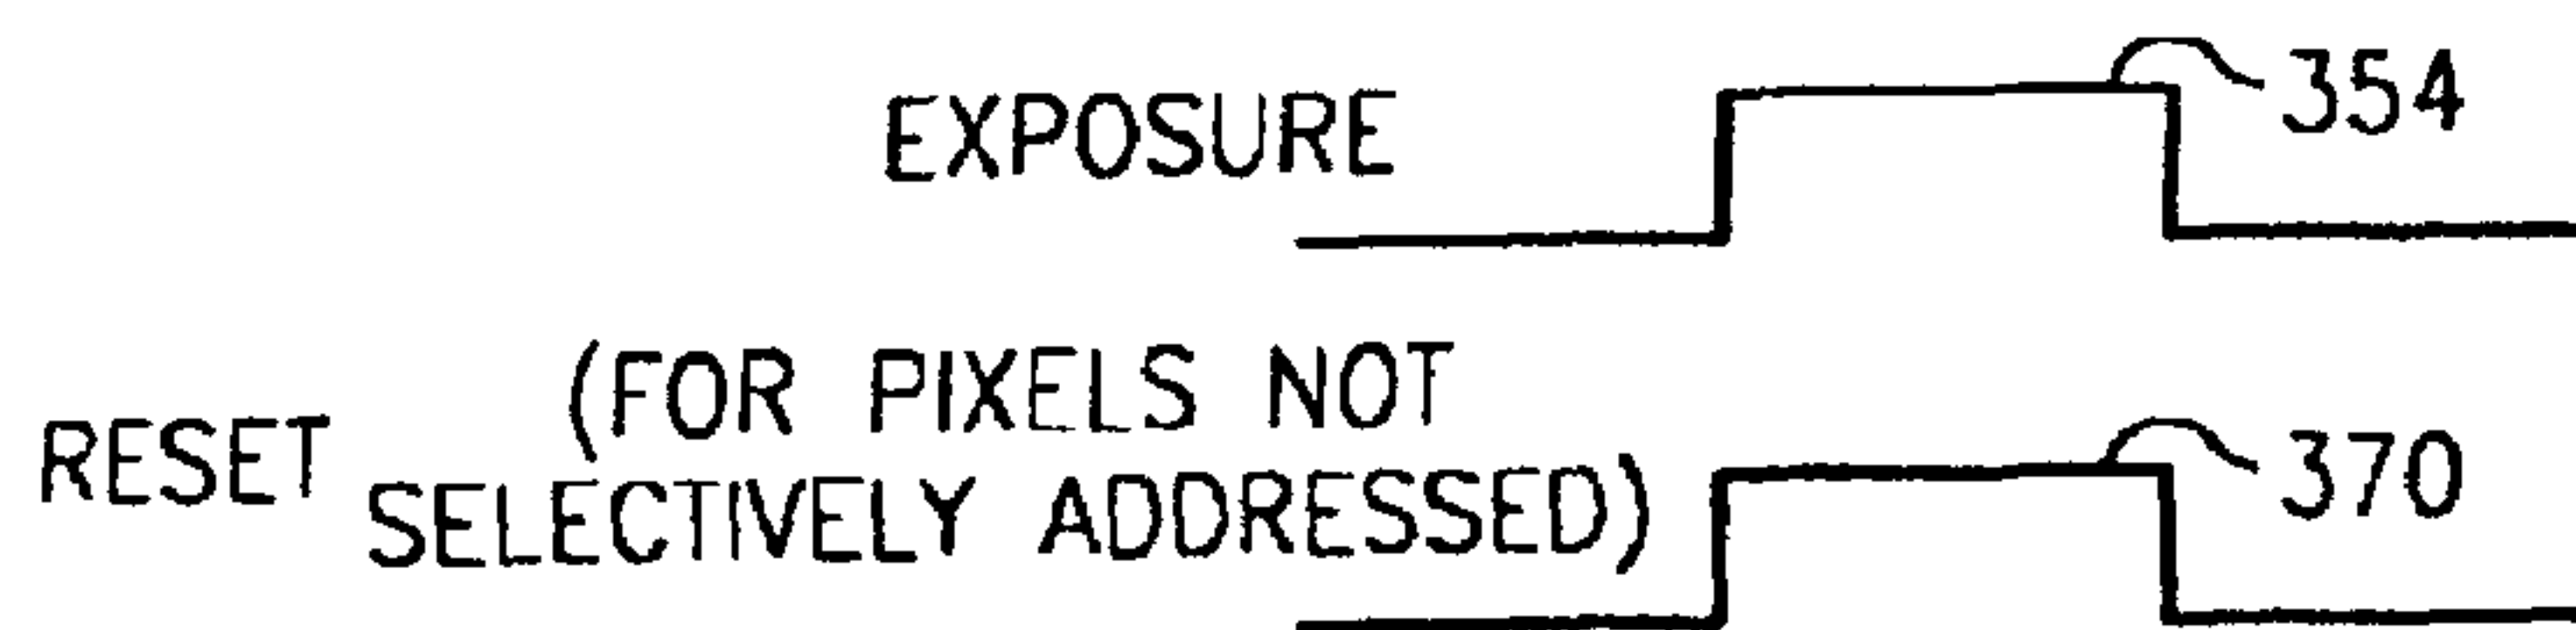 EXPOSURE 354
(FOR PIXELS NOT
RESET SELECTIVELY ADDRESSED) 370